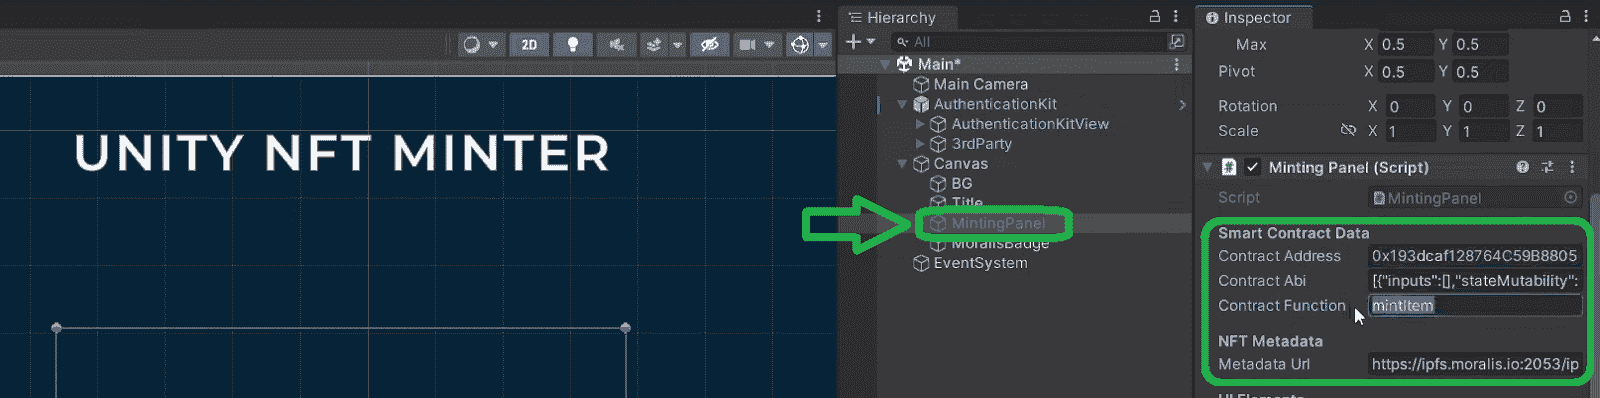 Hierarchy
Inspector
2D
All
Max X 0.5 Y 0.5
Main*
Pivot X 0.5 Y 0.5
Main Camera
AuthenticationKit
Rotation X 0 Y 0 Z 0
AuthenticationKitView
Scale X 1 Y 1 Z 1
UNITY NFT MINTER
3rdParty
Canvas
Minting Panel (Script)
BG
Script MintingPanel
Title
MintingPanel
Smart Contract Data
MoralisBadge
Contract Address 0x193dcaf128764C59B8805
EventSystem
Contract Abi [{"inputs":[],"stateMutability":
Contract Function mintItem
NFT Metadata
Metadata Url https://ipfs.moralis.io:2053/ip
UI Elements